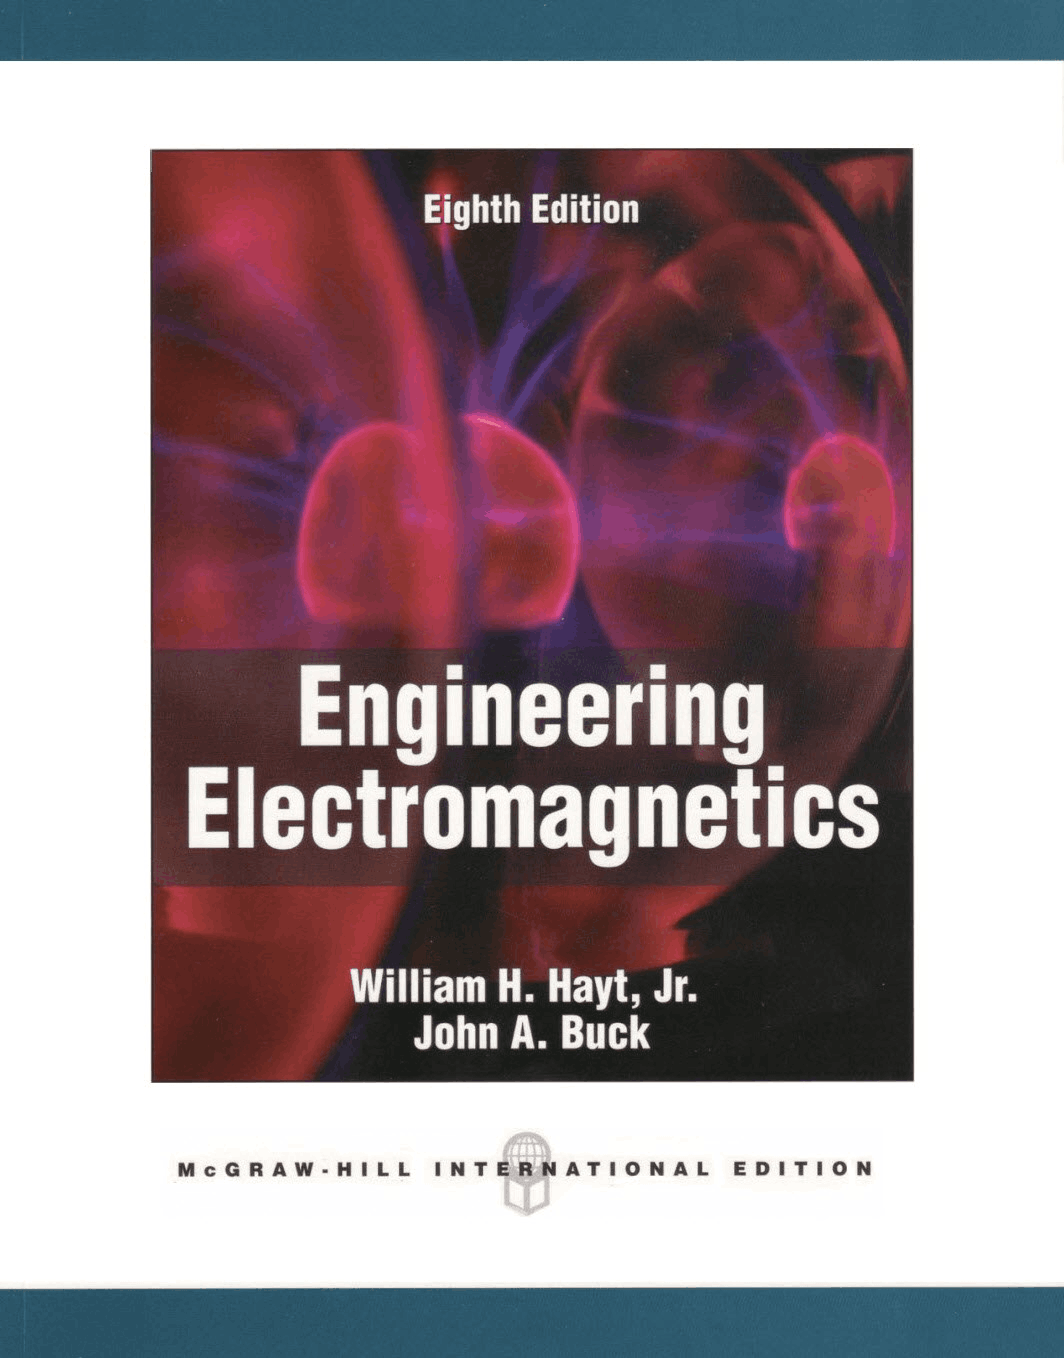 Eighth Edition
Engineering
Electromagnetics
William H. Hayt, Jr.
John A. Buck
McGRAW-HILL INTERNATIONAL EDITION